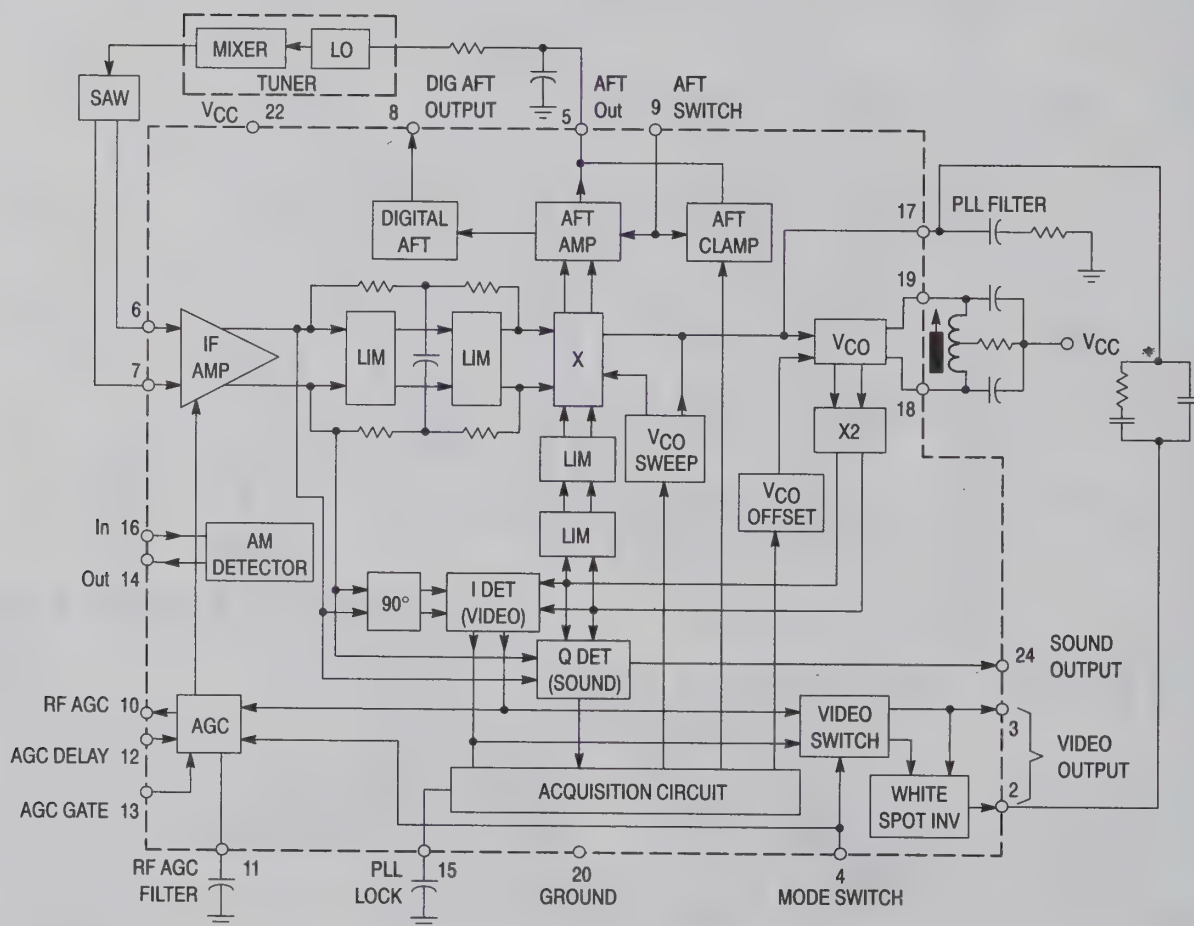 MIXER
LO
TUNER
SAW
VCC
22
8
DIG AFT
OUTPUT
5
AFT
Out
9
AFT
SWITCH
DIGITAL
AFT
AFT
AMP
AFT
CLAMP
17
PLL FILTER
6
7
IF
AMP
LIM
LIM
X
VCO
19
18
VCC
*
X2
LIM
VCO
SWEEP
LIM
VCO
OFFSET
In 16
Out 14
AM
DETECTOR
90°
I DET
(VIDEO)
Q DET
(SOUND)
24
SOUND
OUTPUT
RF AGC 10
AGC DELAY 12
AGC GATE 13
AGC
VIDEO
SWITCH
3
2
VIDEO
OUTPUT
ACQUISITION CIRCUIT
WHITE
SPOT INV
RF AGC
FILTER
11
PLL
LOCK
15
20
GROUND
4
MODE SWITCH